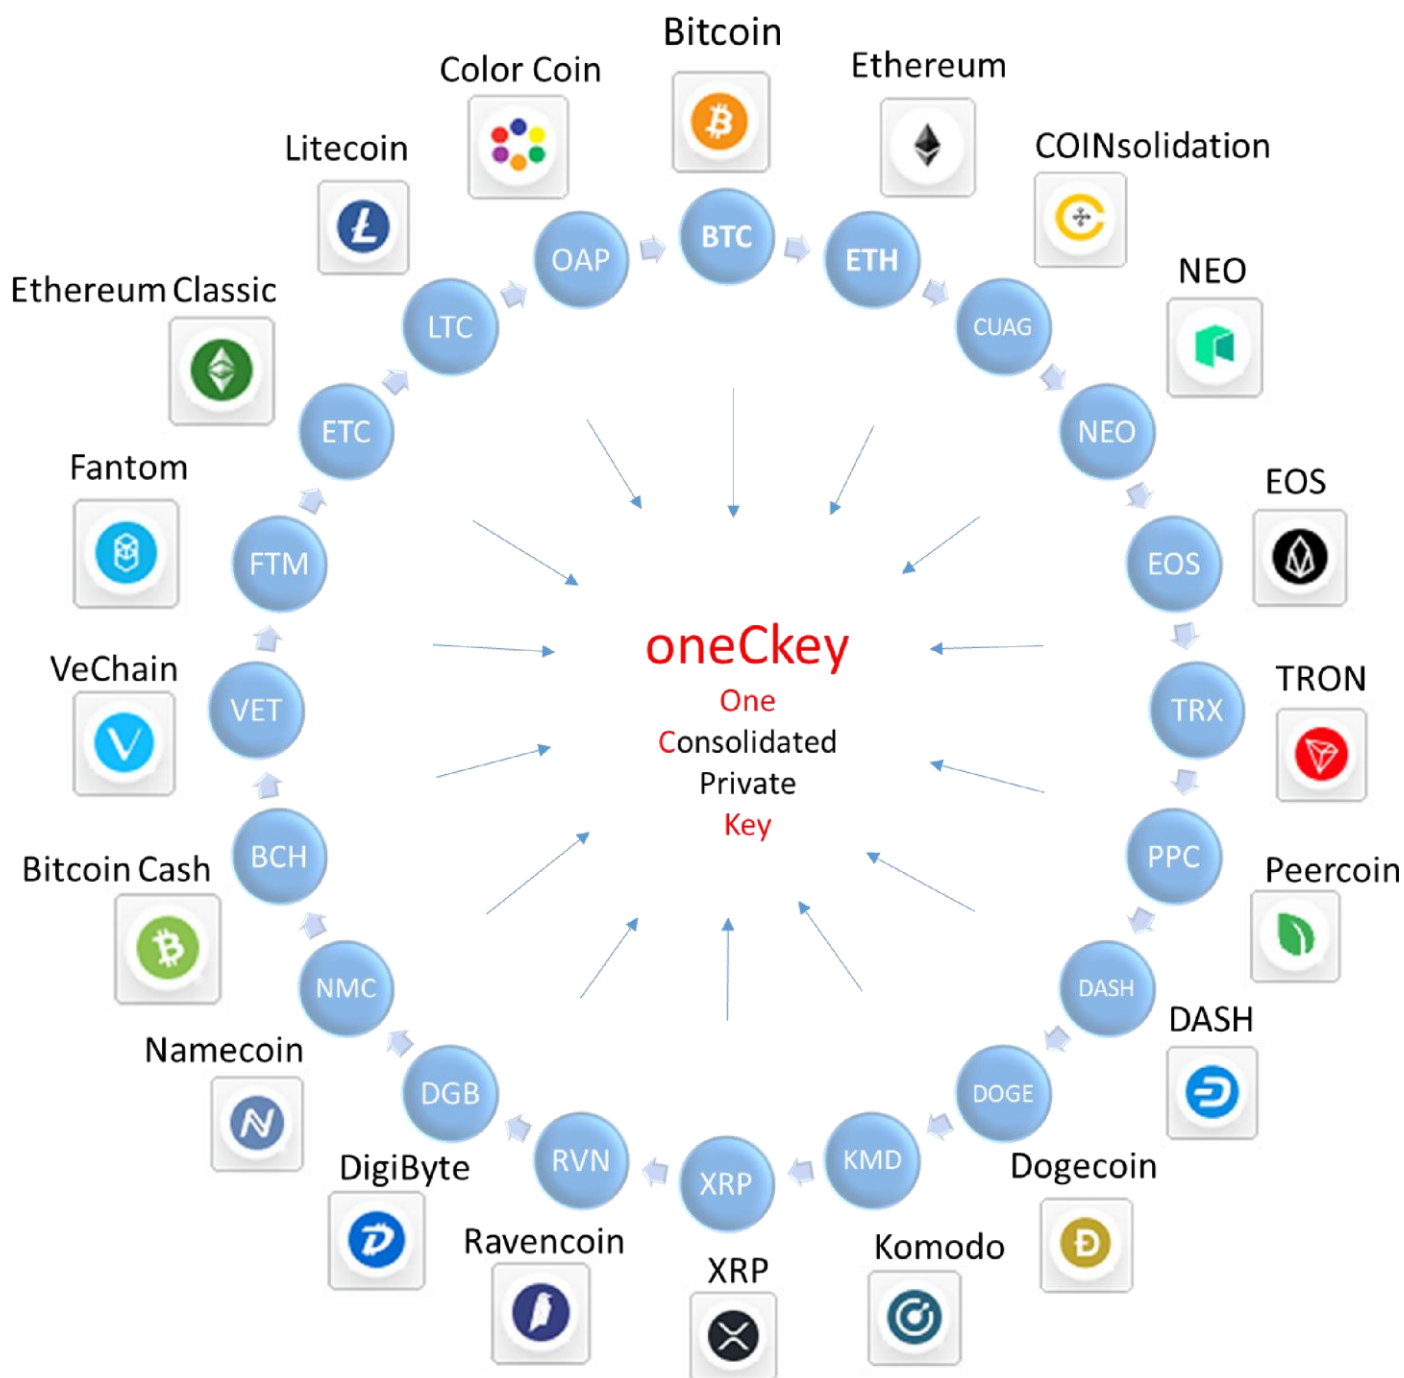 Bitcoin
Ethereum
Color Coin
COINsolidation
Litecoin
NEO
Ethereum Classic
EOS
Fantom
TRON
VeChain
Peercoin
Bitcoin Cash
DASH
Namecoin
Dogecoin
DigiByte
Komodo
Ravencoin
XRP
BTC
ETH
CUAG
NEO
EOS
TRX
PPC
DASH
DOGE
KMD
XRP
RVN
DGB
NMC
BCH
VET
FTM
ETC
LTC
OAP
oneCkey
One
Consolidated
Private
Key